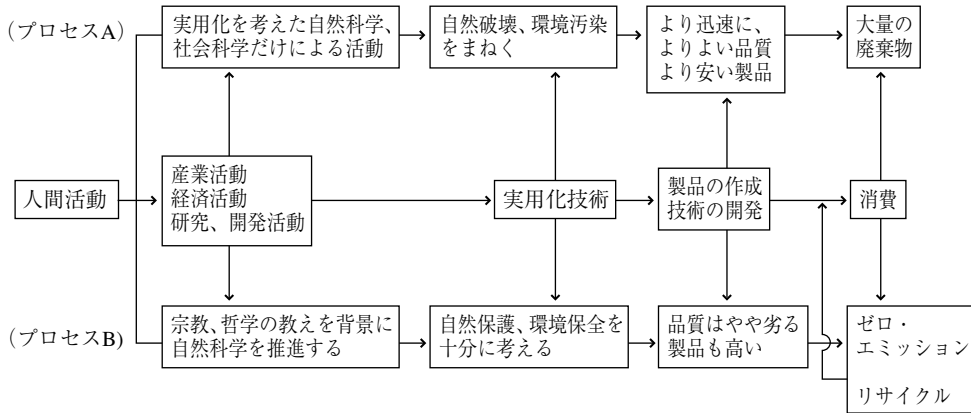 (プロセスA)
実用化を考えた自然科学、
社会科学だけによる活動
自然破壊、環境汚染
をまねく
より迅速に、
よりよい品質
より安い製品
大量の
廃棄物
人間活動
産業活動
経済活動
研究、開発活動
実用化技術
製品の作成
技術の開発
消費
(プロセスB)
宗教、哲学の教えを背景に
自然科学を推進する
自然保護、環境保全を
十分に考える
品質はやや劣る
製品も高い
ゼロ・
エミッション
リサイクル